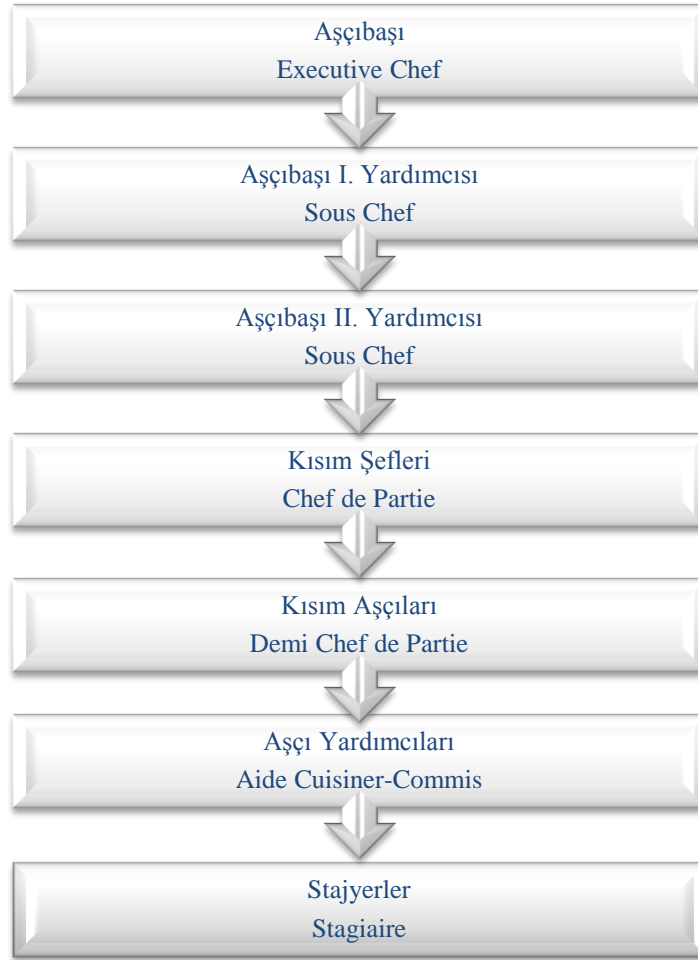 Aşçıbaşı
Executive Chef
Aşçıbaşı I. Yardımcısı
Sous Chef
Aşçıbaşı II. Yardımcısı
Sous Chef
Kısım Şefleri
Chef de Partie
Kısım Aşçıları
Demi Chef de Partie
Aşçı Yardımcıları
Aide Cuisiner-Commis
Stajyerler
Stagiaire